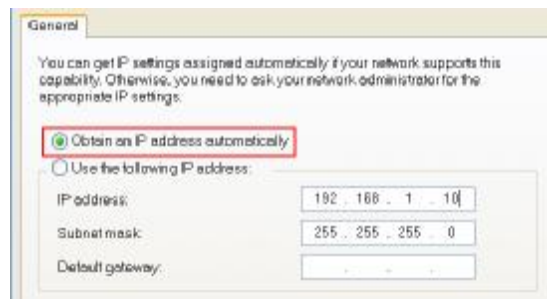 General
You can get IP settings assigned automatically if your network supports this
capability. Otherwise, you need to ask your network administrator for the
appropriate IP settings.
Obtain an IP address automatically
Use the following IP address:
IP address:
192 . 168 . 1 . 10
Subnet mask:
255 . 255 . 255 . 0
Default gateway:
. . .